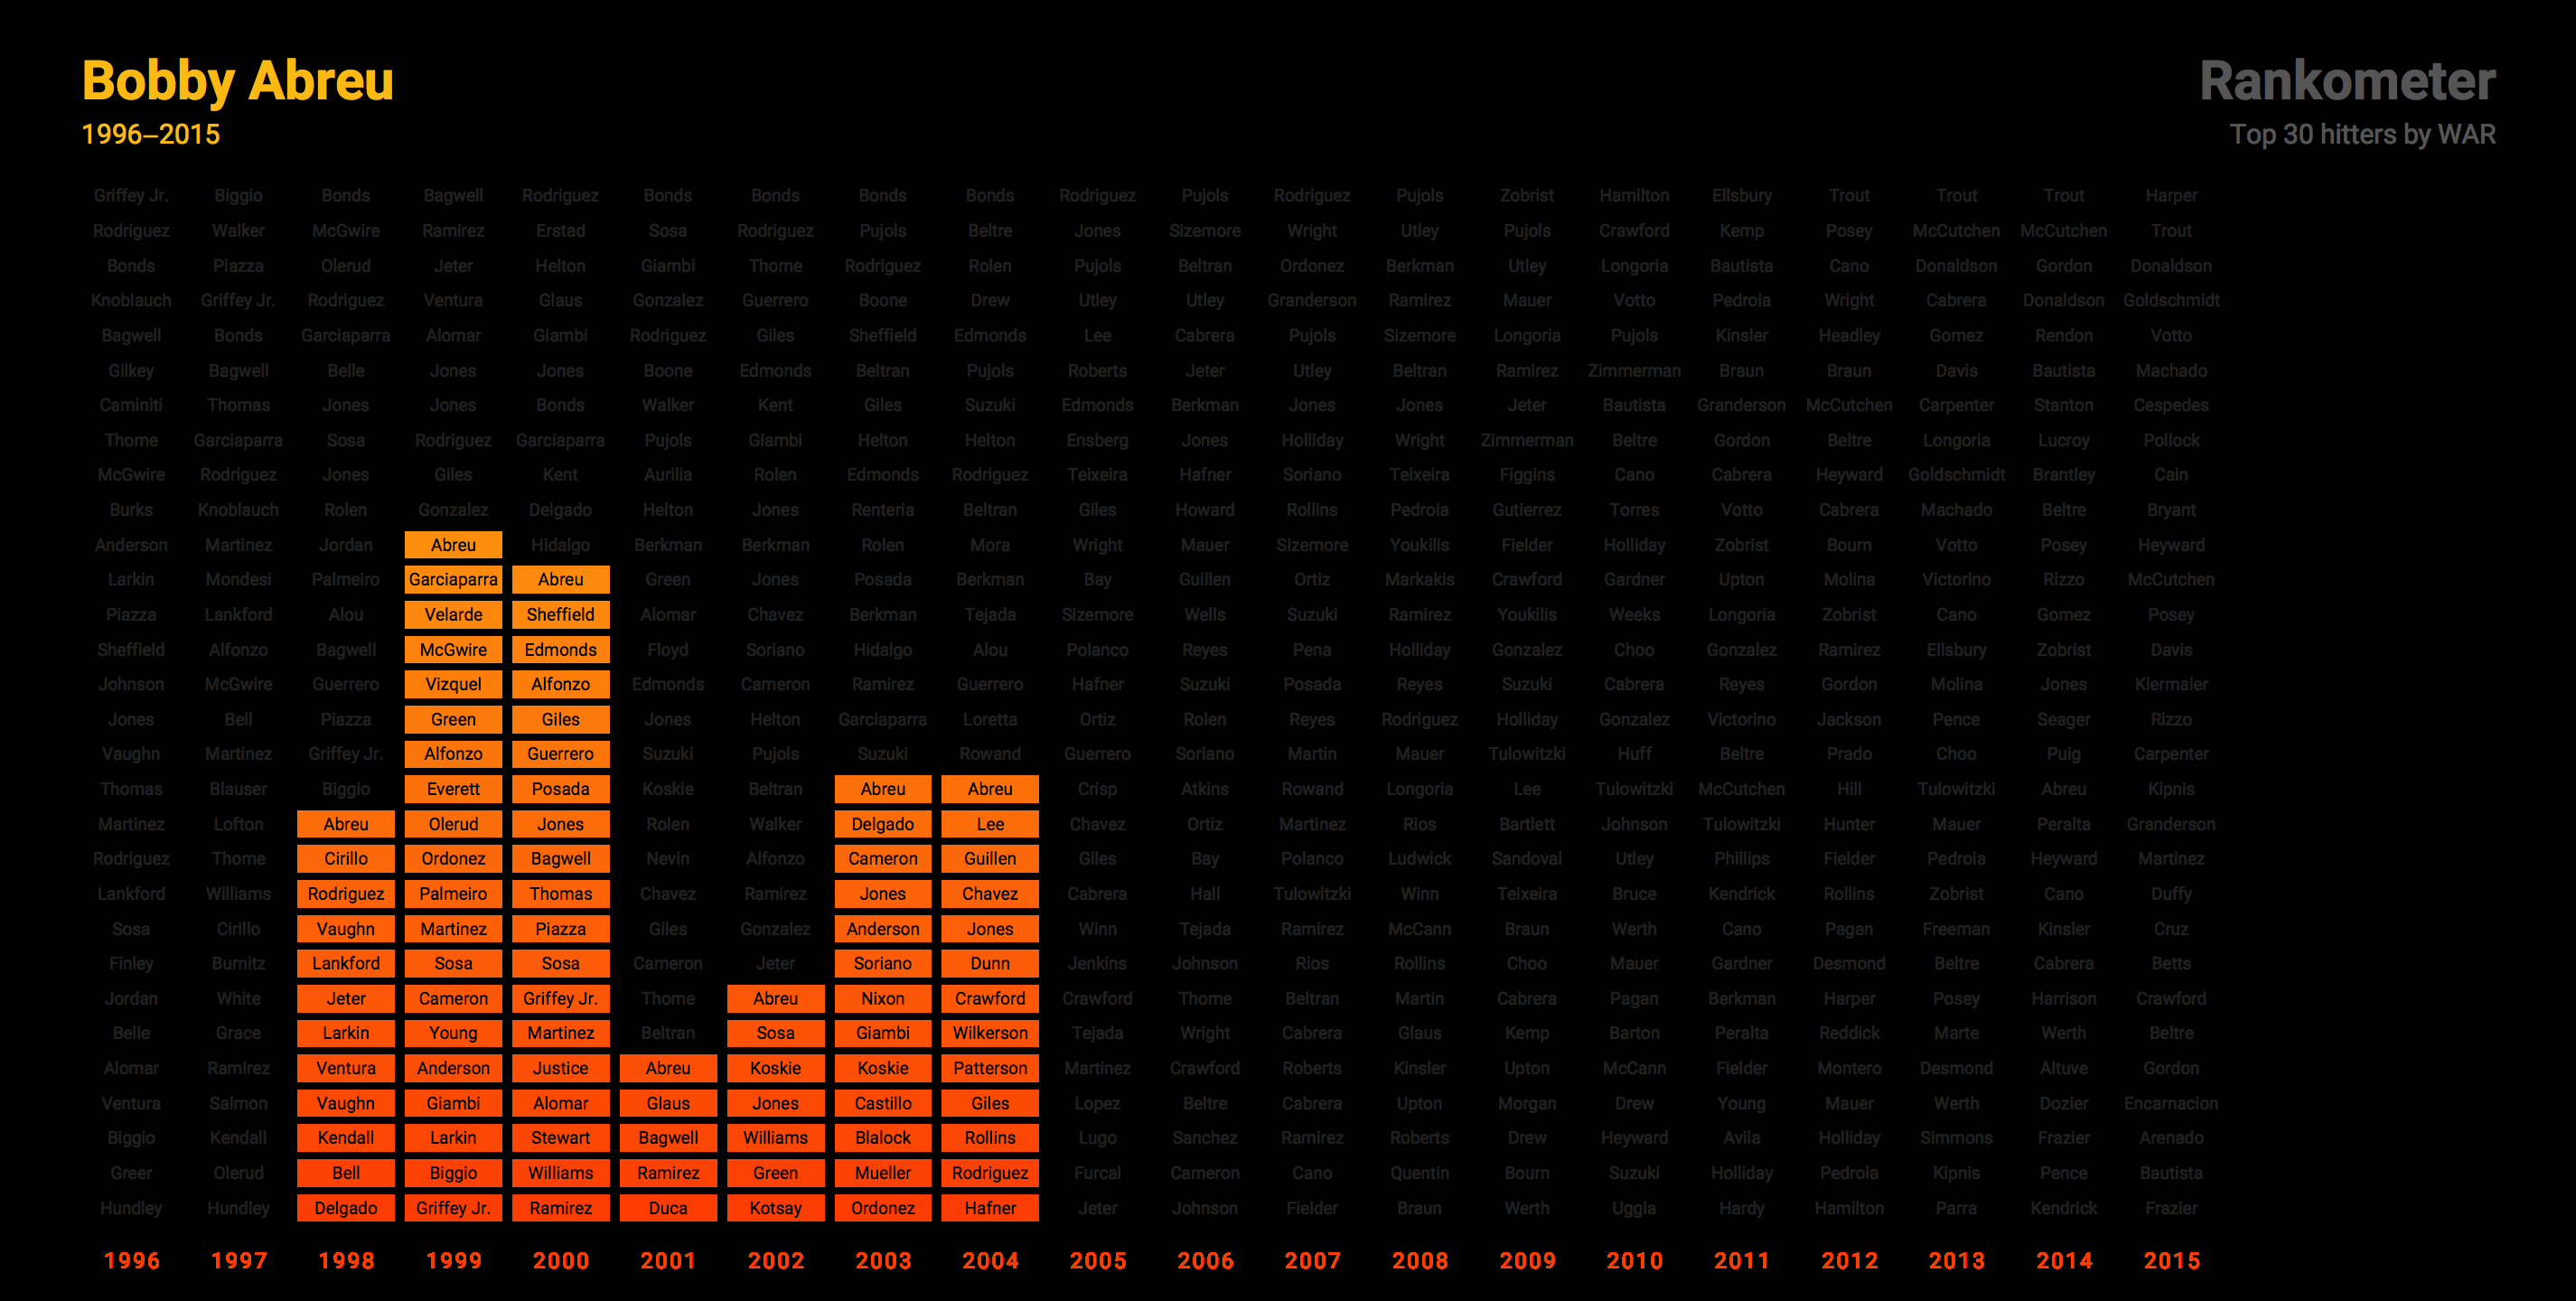 Bobby Abreu
1996–2015
Rankometer
Top 30 hitters by WAR
Griffey Jr. Biggio Bonds Bagwell Rodriguez Bonds Bonds Bonds Bonds Rodriguez Pujols Rodriguez Pujols Zobrist Hamilton Ellsbury Trout Trout Trout Harper
Rodriguez Walker McGwire Ramirez Erstad Sosa Rodriguez Pujols Beltre Jones Sizemore Wright Utley Pujols Crawford Kemp Posey McCutchen McCutchen Trout
Bonds Piazza Olerud Jeter Helton Giambi Thome Rodriguez Rolen Pujols Beltran Ordonez Berkman Utley Longoria Bautista Cano Donaldson Gordon Donaldson
Knoblauch Griffey Jr. Rodriguez Ventura Glaus Gonzalez Guerrero Boone Drew Utley Utley Granderson Ramirez Mauer Votto Pedroia Wright Cabrera Donaldson Goldschmidt
Bagwell Bonds Garciaparra Alomar Giambi Rodriguez Giles Sheffield Edmonds Lee Cabrera Pujols Sizemore Longoria Pujols Kinsler Headley Gomez Rendon Votto
Gilkey Bagwell Belle Jones Jones Boone Edmonds Beltran Pujols Roberts Jeter Utley Beltran Ramirez Zimmerman Braun Braun Davis Bautista Machado
Caminiti Thomas Jones Jones Bonds Walker Kent Giles Suzuki Edmonds Berkman Jones Jones Jeter Bautista Granderson McCutchen Carpenter Stanton Cespedes
Thome Garciaparra Sosa Rodriguez Garciaparra Pujols Giambi Helton Helton Ensberg Jones Holliday Wright Zimmerman Beltre Gordon Beltre Longoria Lucroy Pollock
McGwire Rodriguez Jones Giles Kent Aurilia Rolen Edmonds Rodriguez Teixeira Hafner Soriano Teixeira Figgins Cano Cabrera Heyward Goldschmidt Brantley Cain
Burks Knoblauch Rolen Gonzalez Delgado Helton Jones Renteria Beltran Giles Howard Rollins Pedroia Gutierrez Torres Votto Cabrera Machado Beltre Bryant
Anderson Martinez Jordan Abreu Hidalgo Berkman Berkman Rolen Mora Wright Mauer Sizemore Youkilis Fielder Holliday Zobrist Bourn Votto Posey Heyward
Larkin Mondesi Palmeiro Garciaparra Abreu Green Jones Posada Berkman Bay Guillen Ortiz Markakis Crawford Gardner Upton Molina Victorino Rizzo McCutchen
Piazza Lankford Alou Velarde Sheffield Alomar Chavez Berkman Tejada Sizemore Wells Suzuki Ramirez Youkilis Weeks Longoria Zobrist Cano Gomez Posey
Sheffield Alfonzo Bagwell McGwire Edmonds Floyd Soriano Hidalgo Alou Polanco Reyes Pena Holliday Gonzalez Choo Gonzalez Ramirez Ellsbury Zobrist Davis
Johnson McGwire Guerrero Vizquel Alfonzo Edmonds Cameron Ramirez Guerrero Hafner Suzuki Posada Reyes Suzuki Cabrera Reyes Gordon Molina Jones Kiermaier
Jones Bell Piazza Green Giles Jones Helton Garciaparra Loretta Ortiz Rolen Reyes Rodriguez Holliday Gonzalez Victorino Jackson Pence Seager Rizzo
Vaughn Martinez Griffey Jr. Alfonzo Guerrero Suzuki Pujols Suzuki Rowand Guerrero Soriano Martin Mauer Tulowitzki Huff Beltre Prado Choo Puig Carpenter
Thomas Blauser Biggio Everett Posada Koskie Beltran Abreu Abreu Crisp Atkins Rowand Longoria Lee Tulowitzki McCutchen Hill Tulowitzki Abreu Kipnis
Martinez Lofton Abreu Olerud Jones Rolen Walker Delgado Lee Chavez Ortiz Martinez Rios Bartlett Johnson Tulowitzki Hunter Mauer Peralta Granderson
Rodriguez Thome Cirillo Ordonez Bagwell Nevin Alfonzo Cameron Guillen Giles Bay Polanco Ludwick Sandoval Utley Phillips Fielder Pedroia Heyward Martinez
Lankford Williams Rodriguez Palmeiro Thomas Chavez Ramirez Jones Chavez Cabrera Hall Tulowitzki Winn Teixeira Bruce Kendrick Rollins Zobrist Cano Duffy
Sosa Cirillo Vaughn Martinez Piazza Giles Gonzalez Anderson Jones Winn Tejada Ramirez McCann Braun Werth Cano Pagan Freeman Kinsler Cruz
Finley Burnitz Lankford Sosa Sosa Cameron Jeter Soriano Dunn Jenkins Johnson Rios Rollins Choo Mauer Gardner Desmond Beltre Cabrera Betts
Jordan White Jeter Cameron Griffey Jr. Thome Abreu Nixon Crawford Crawford Thome Beltran Martin Cabrera Pagan Berkman Harper Posey Harrison Crawford
Belle Grace Larkin Young Martinez Beltran Sosa Giambi Wilkerson Tejada Wright Cabrera Glaus Kemp Barton Peralta Reddick Marte Werth Beltre
Alomar Ramirez Ventura Anderson Justice Abreu Koskie Koskie Patterson Martinez Crawford Roberts Kinsler Upton McCann Fielder Montero Desmond Altuve Gordon
Ventura Salmon Vaughn Giambi Alomar Glaus Jones Castillo Giles Lopez Beltre Cabrera Upton Morgan Drew Young Mauer Werth Dozier Encarnacion
Biggio Kendall Kendall Larkin Stewart Bagwell Williams Blalock Rollins Lugo Sanchez Ramirez Roberts Drew Heyward Avila Holliday Simmons Frazier Arenado
Greer Olerud Bell Biggio Williams Ramirez Green Mueller Rodriguez Furcal Cameron Cano Quentin Bourn Suzuki Holliday Pedroia Kipnis Pence Bautista
Hundley Hundley Delgado Griffey Jr. Ramirez Duca Kotsay Ordonez Hafner Jeter Johnson Fielder Braun Werth Uggla Hardy Hamilton Parra Kendrick Frazier
1996 1997 1998 1999 2000 2001 2002 2003 2004 2005 2006 2007 2008 2009 2010 2011 2012 2013 2014 2015